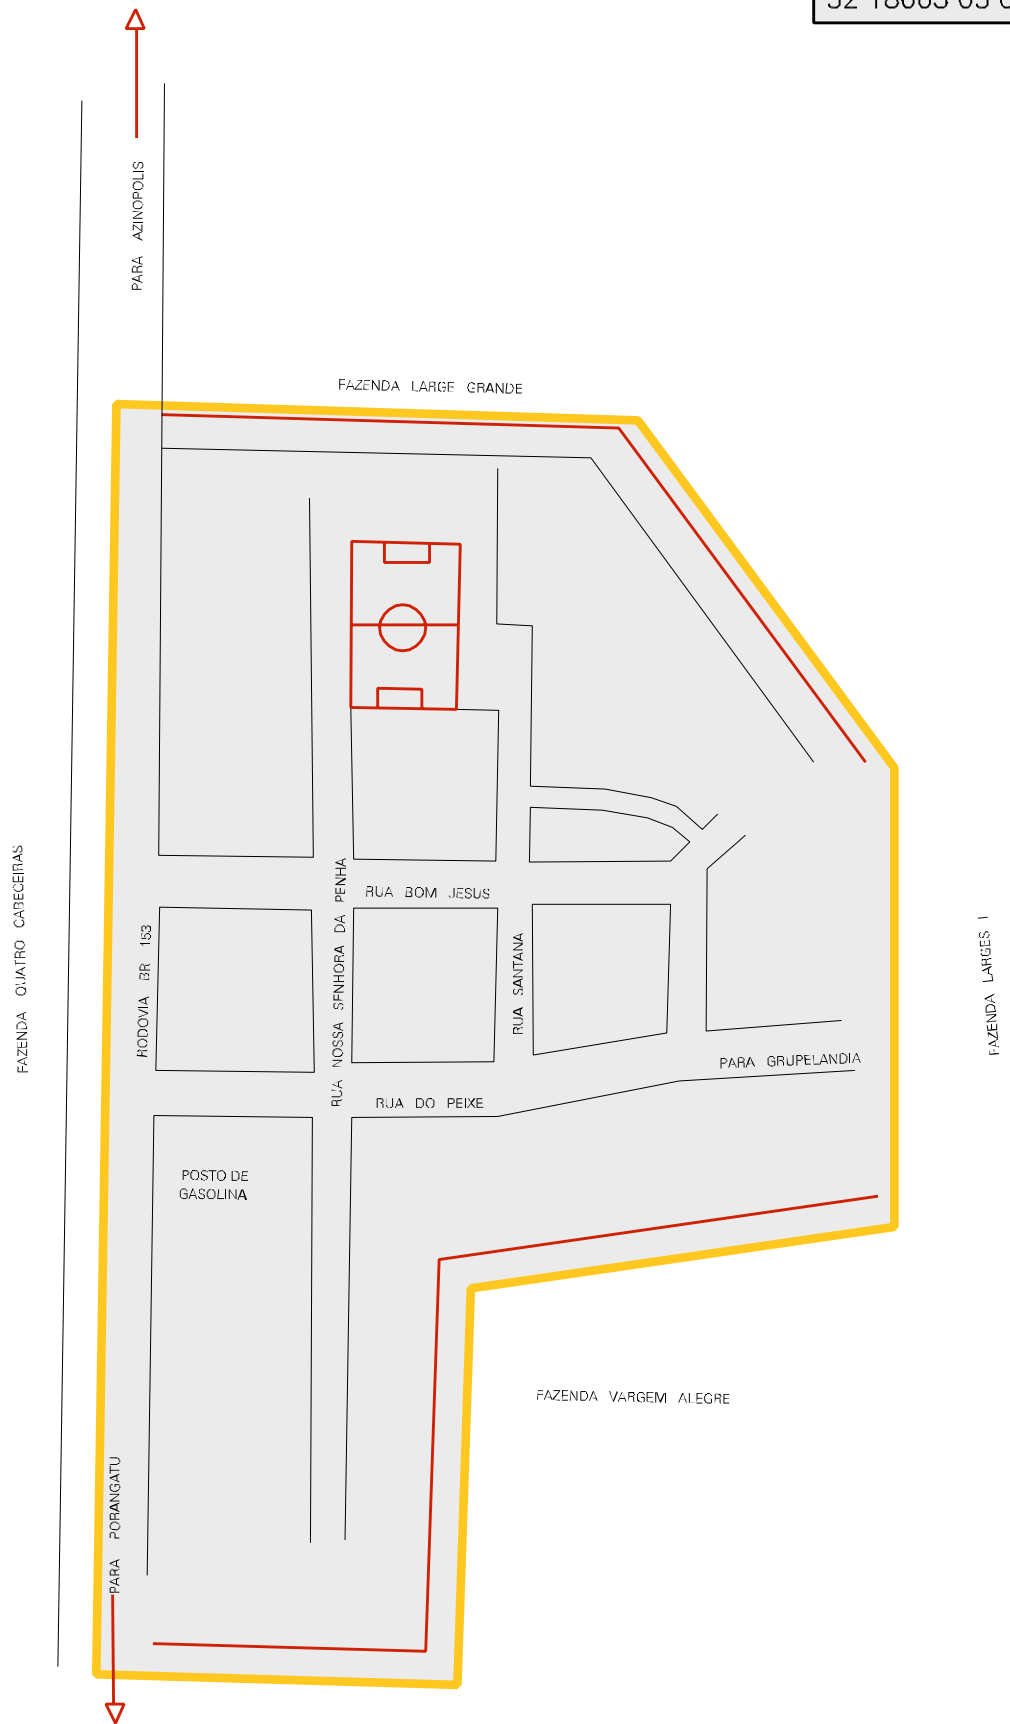 PARA AZINOPOLIS
FAZENDA LARGE GRANDE
FAZENDA QUATRO CABECEIRAS
RODOVIA BR 153
RUA NOSSA SENHORA DA PENHA
RUA BOM JESUS
RUA SANTANA
FAZENDA LARGES I
PARA GRUPELANDIA
RUA DO PEIXE
POSTO DE
GASOLINA
FAZENDA VARGEM ALEGRE
PARA PORANGATU